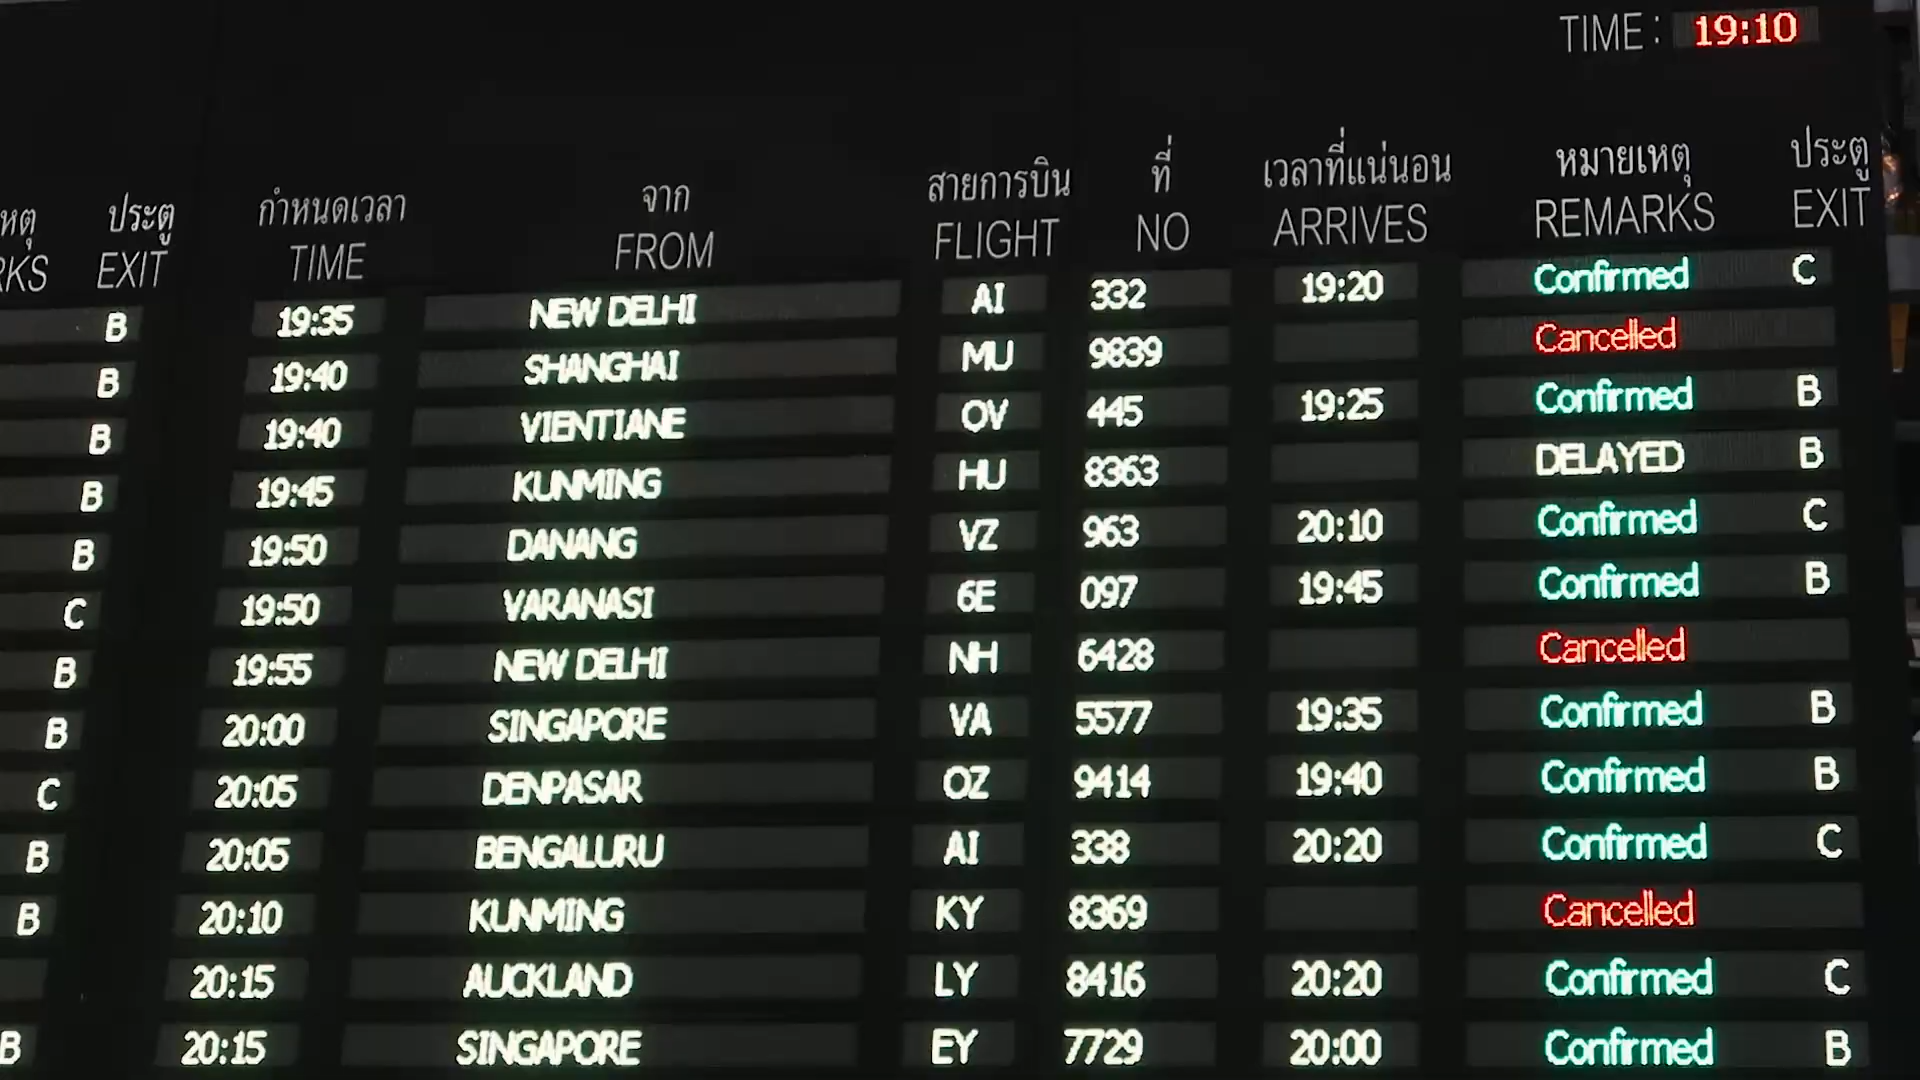 TIME : 19:10
หตุ ประตู กำหนดเวลา จาก สายการบิน ที่ เวลาที่แน่นอน หมายเหตุ ประตู
RKS EXIT TIME FROM FLIGHT NO ARRIVES REMARKS EXIT
B 19:35 NEW DELHI AI 332 19:20 Confirmed C
B 19:40 SHANGHAI MU 9839 Cancelled
B 19:40 VIENTIANE OV 445 19:25 Confirmed B
B 19:45 KUNMING HU 8363 DELAYED B
B 19:50 DANANG VZ 963 20:10 Confirmed C
C 19:50 VARANASI 6E 097 19:45 Confirmed B
B 19:55 NEW DELHI NH 6428 Cancelled
B 20:00 SINGAPORE VA 5577 19:35 Confirmed B
C 20:05 DENPASAR OZ 9414 19:40 Confirmed B
B 20:05 BENGALURU AI 338 20:20 Confirmed C
B 20:10 KUNMING KY 8369 Cancelled
20:15 AUCKLAND LY 8416 20:20 Confirmed C
B 20:15 SINGAPORE EY 7729 20:00 Confirmed B